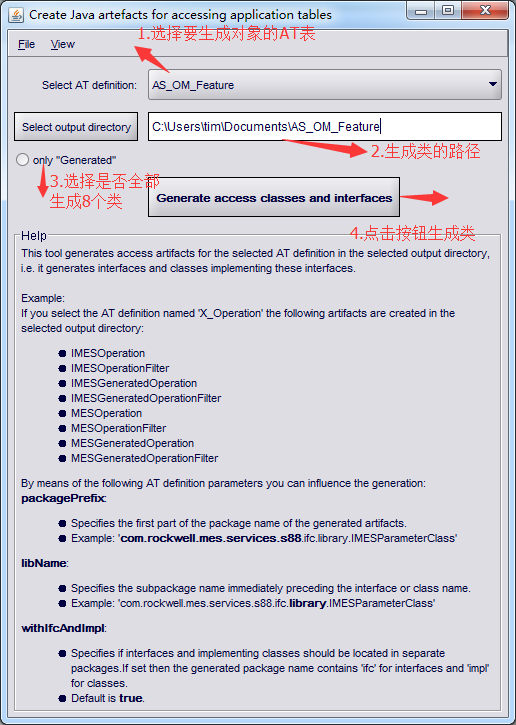 Create Java artefacts for accessing application tables
File View
1.选择要生成对象的AT表
Select AT definition: AS_OM_Feature
Select output directory C:\Users\tim\Documents\AS_OM_Feature
2.生成类的路径
only "Generated"
3.选择是否全部
生成8个类
Generate access classes and interfaces
4.点击按钮生成类
Help
This tool generates access artifacts for the selected AT definition in the selected output directory,
i.e. it generates interfaces and classes implementing these interfaces.
Example:
If you select the AT definition named 'X_Operation' the following artifacts are created in the
selected output directory:
IMESOperation
IMESOperationFilter
IMESGeneratedOperation
IMESGeneratedOperationFilter
MESOperation
MESOperationFilter
MESGeneratedOperation
MESGeneratedOperationFilter
By means of the following AT definition parameters you can influence the generation:
packagePrefix:
Specifies the first part of the package name of the generated artifacts.
Example: 'com.rockwell.mes.services.s88.ifc.library.IMESParameterClass'
libName:
Specifies the subpackage name immediately preceding the interface or class name.
Example: 'com.rockwell.mes.services.s88.ifc.library.IMESParameterClass'
withIfcAndImpl:
Specifies if interfaces and implementing classes should be located in separate
packages.If set then the generated package name contains 'ifc' for interfaces and 'impl'
for classes.
Default is true.